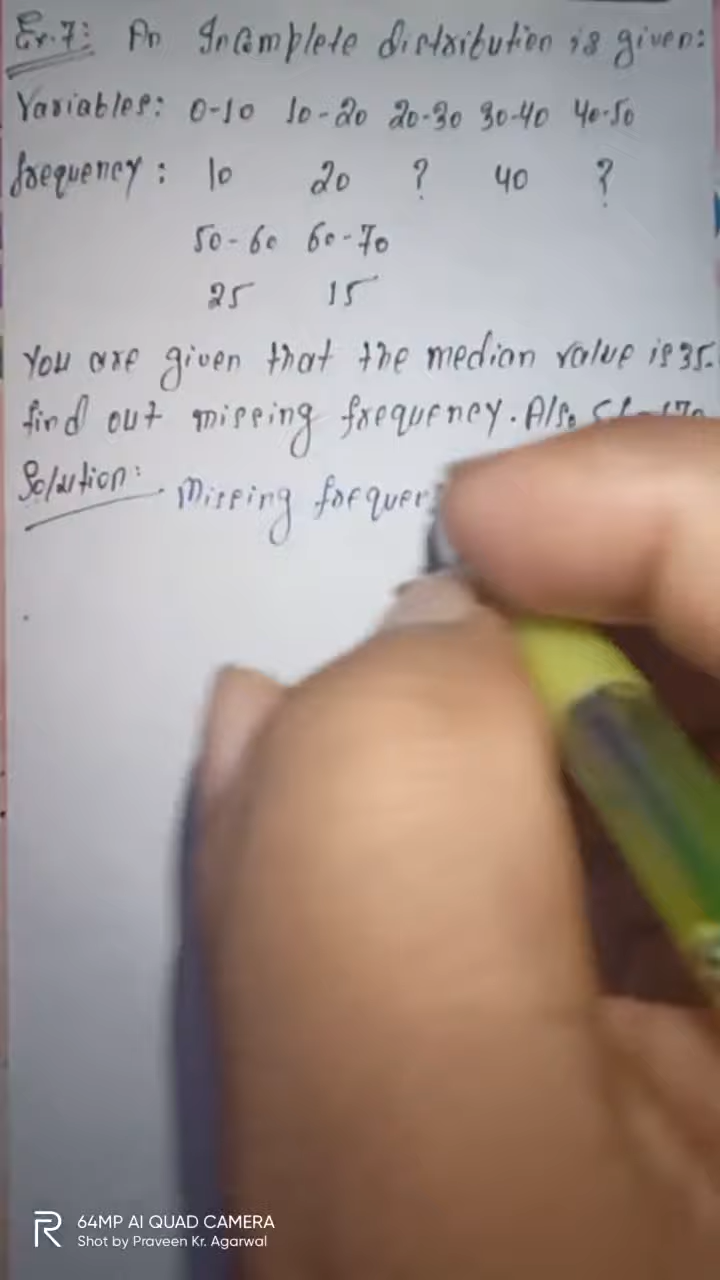 Ex.7: An Incomplete distribution is given:
Variables: 0-10 10-20 20-30 30-40 40-50
frequency: 10 20 ? 40 ?
50-60 60-70
25 15
You are given that the median value is 35.
find out missing frequency. Also
Solution: Missing frequen
64MP AI QUAD CAMERA
Shot by Praveen Kr. Agarwal